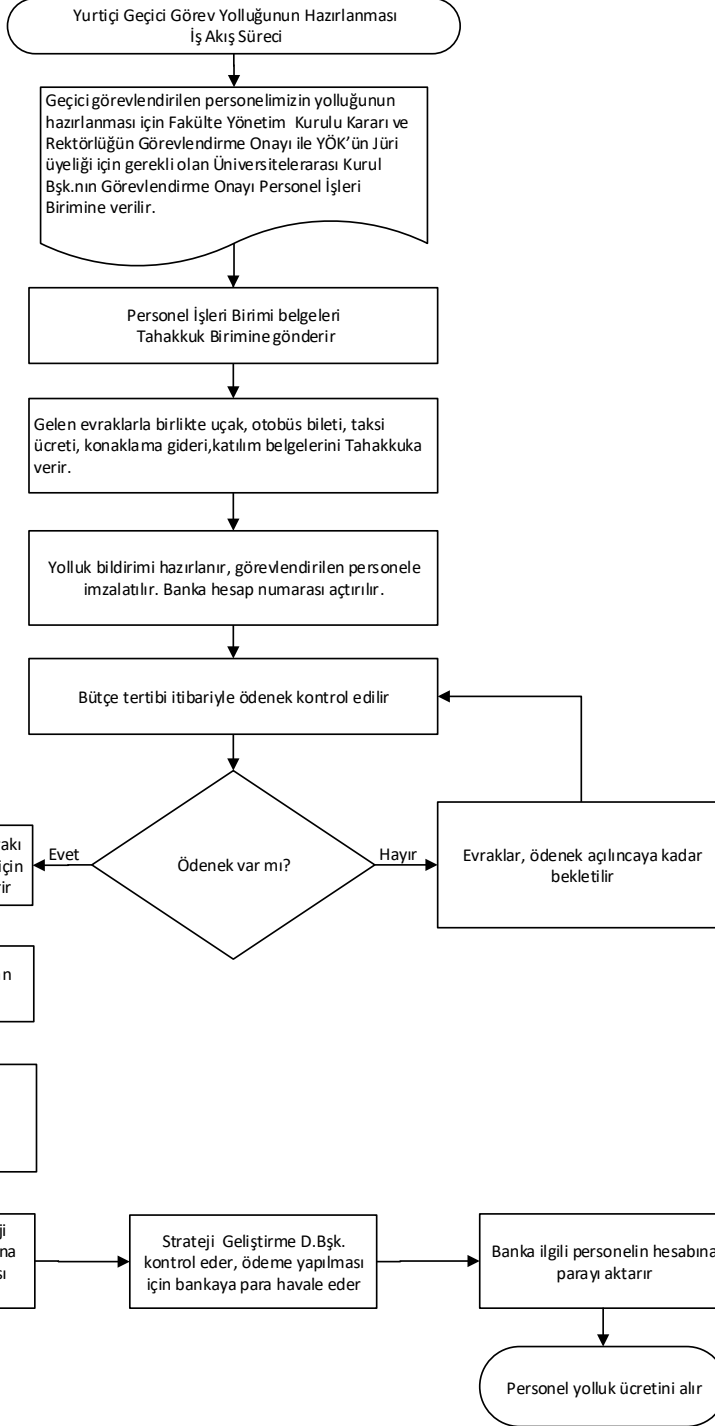 Yurtiçi Geçici Görev Yolluğunun Hazırlanması
İş Akış Süreci
Geçici görevlendirilen personelimizin yolluğunun
hazırlanması için Fakülte Yönetim Kurulu Kararı ve
Rektörlüğün Görevlendirme Onayı ile YÖK’ün Jüri
üyeliği için gerekli olan Üniversitelerarası Kurul
Bşk.nın Görevlendirme Onayı Personel İşleri
Birimine verilir.
Personel İşleri Birimi belgeleri
Tahakkuk Birimine gönderir
Gelen evraklarla birlikte uçak, otobüs bileti, taksi
ücreti, konaklama gideri,katılım belgelerini Tahakkuka
verir.
Yolluk bildirimi hazırlanır, görevlendirilen personele
imzalatılır. Banka hesap numarası açtırılır.
Bütçe tertibi itibariyle ödenek kontrol edilir
Evet
Ödenek var mı?
Hayır
Evraklar, ödenek açılıncaya kadar
bekletilir
için
Strateji Geliştirme D.Bşk.
kontrol eder, ödeme yapılması
için bankaya para havale eder
Banka ilgili personelin hesabına
parayı aktarır
Personel yolluk ücretini alır